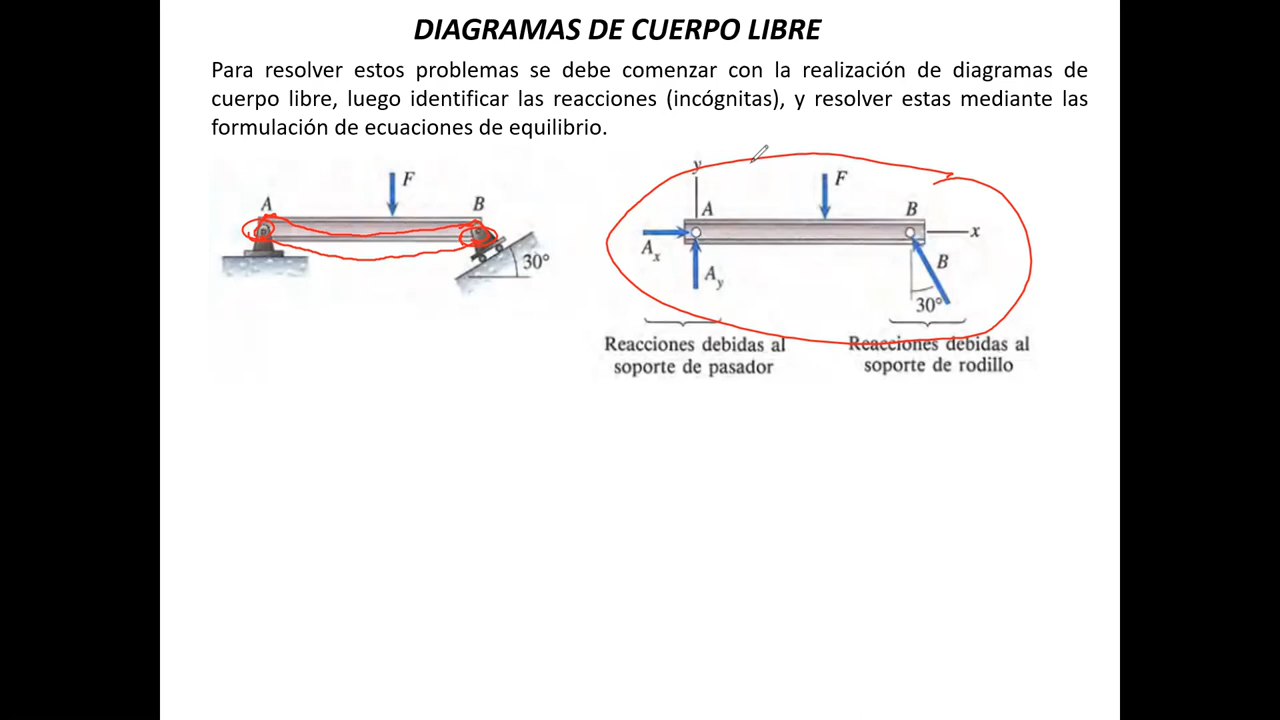 DIAGRAMAS DE CUERPO LIBRE
Para resolver estos problemas se debe comenzar con la realización de diagramas de
cuerpo libre, luego identificar las reacciones (incógnitas), y resolver estas mediante las
formulación de ecuaciones de equilibrio.
F
A
B
30°
y
F
A
B
x
Ax
Ay
B
30°
Reacciones debidas al
soporte de pasador
Reacciones debidas al
soporte de rodillo